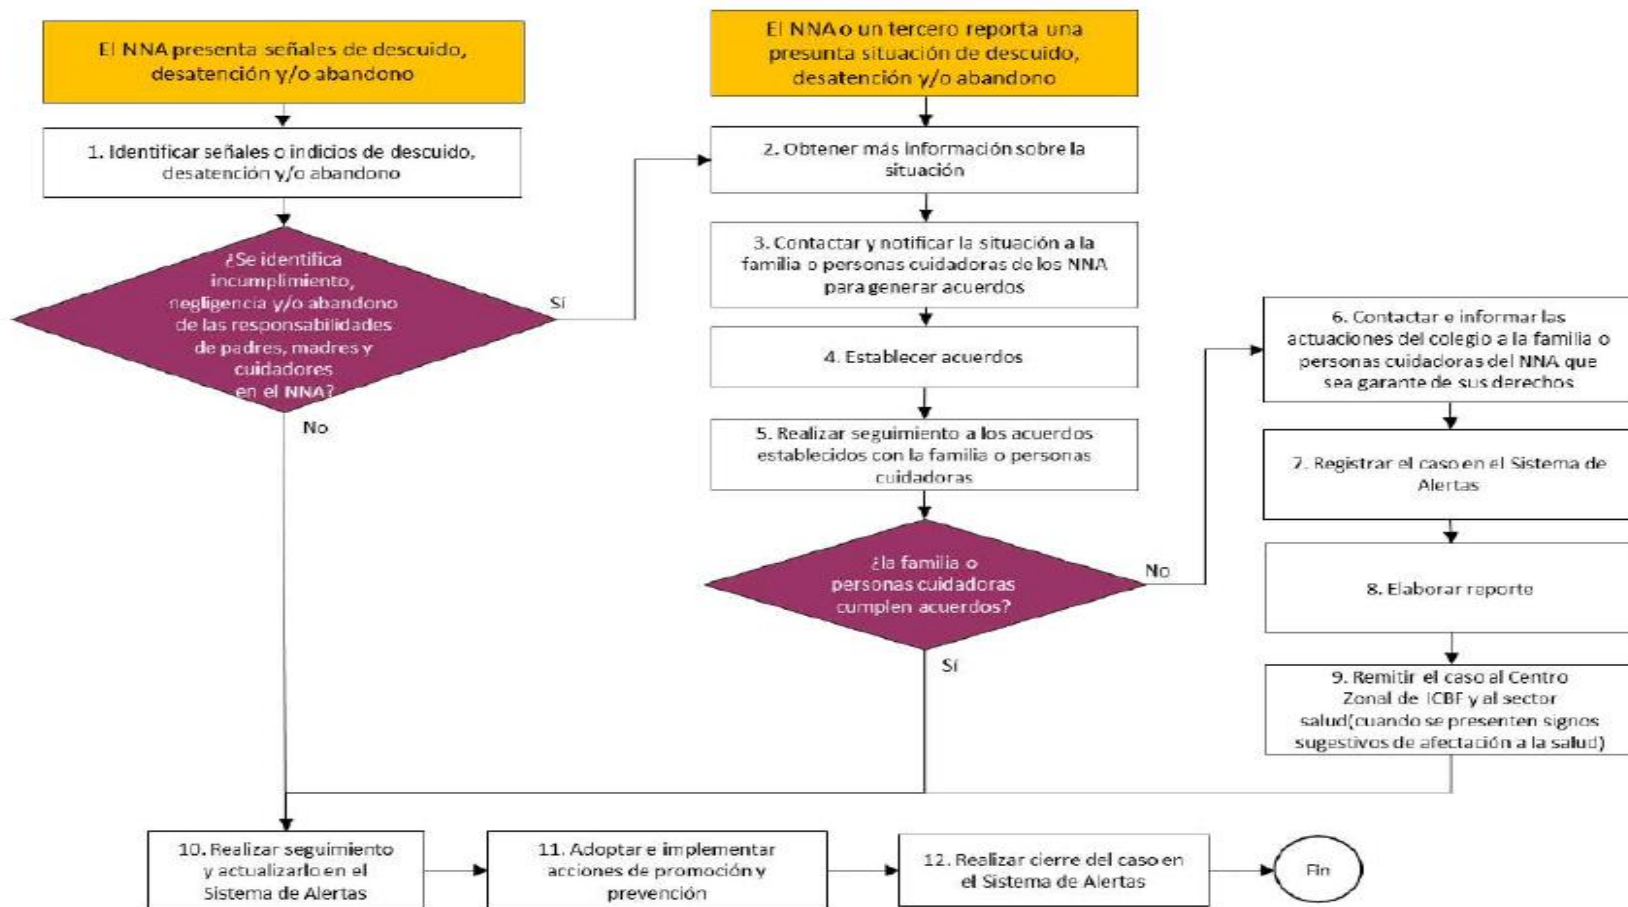 El NNA presenta señales de descuido,
desatención y/o abandono
1. Identificar señales o indicios de descuido,
desatención y/o abandono
¿Se identifica
incumplimiento,
negligencia y/o abandono
de las responsabilidades
de padres, madres y
cuidadores
en el NNA?
Sí
No
El NNA o un tercero reporta una
presunta situación de descuido,
desatención y/o abandono
2. Obtener más información sobre la
situación
3. Contactar y notificar la situación a la
familia o personas cuidadoras de los NNA
para generar acuerdos
4. Establecer acuerdos
5. Realizar seguimiento a los acuerdos
establecidos con la familia o personas
cuidadoras
¿la familia o
personas cuidadoras
cumplen acuerdos?
No
Sí
6. Contactar e informar las
actuaciones del colegio a la familia o
personas cuidadoras del NNA que
sea garante de sus derechos
7. Registrar el caso en el Sistema de
Alertas
8. Elaborar reporte
9. Remitir el caso al Centro
Zonal de ICBF y al sector
salud(cuando se presenten signos
sugestivos de afectación a la salud)
10. Realizar seguimiento
y actualizarlo en el
Sistema de Alertas
11. Adoptar e implementar
acciones de promoción y
prevención
12. Realizar cierre del caso en
el Sistema de Alertas
Fin